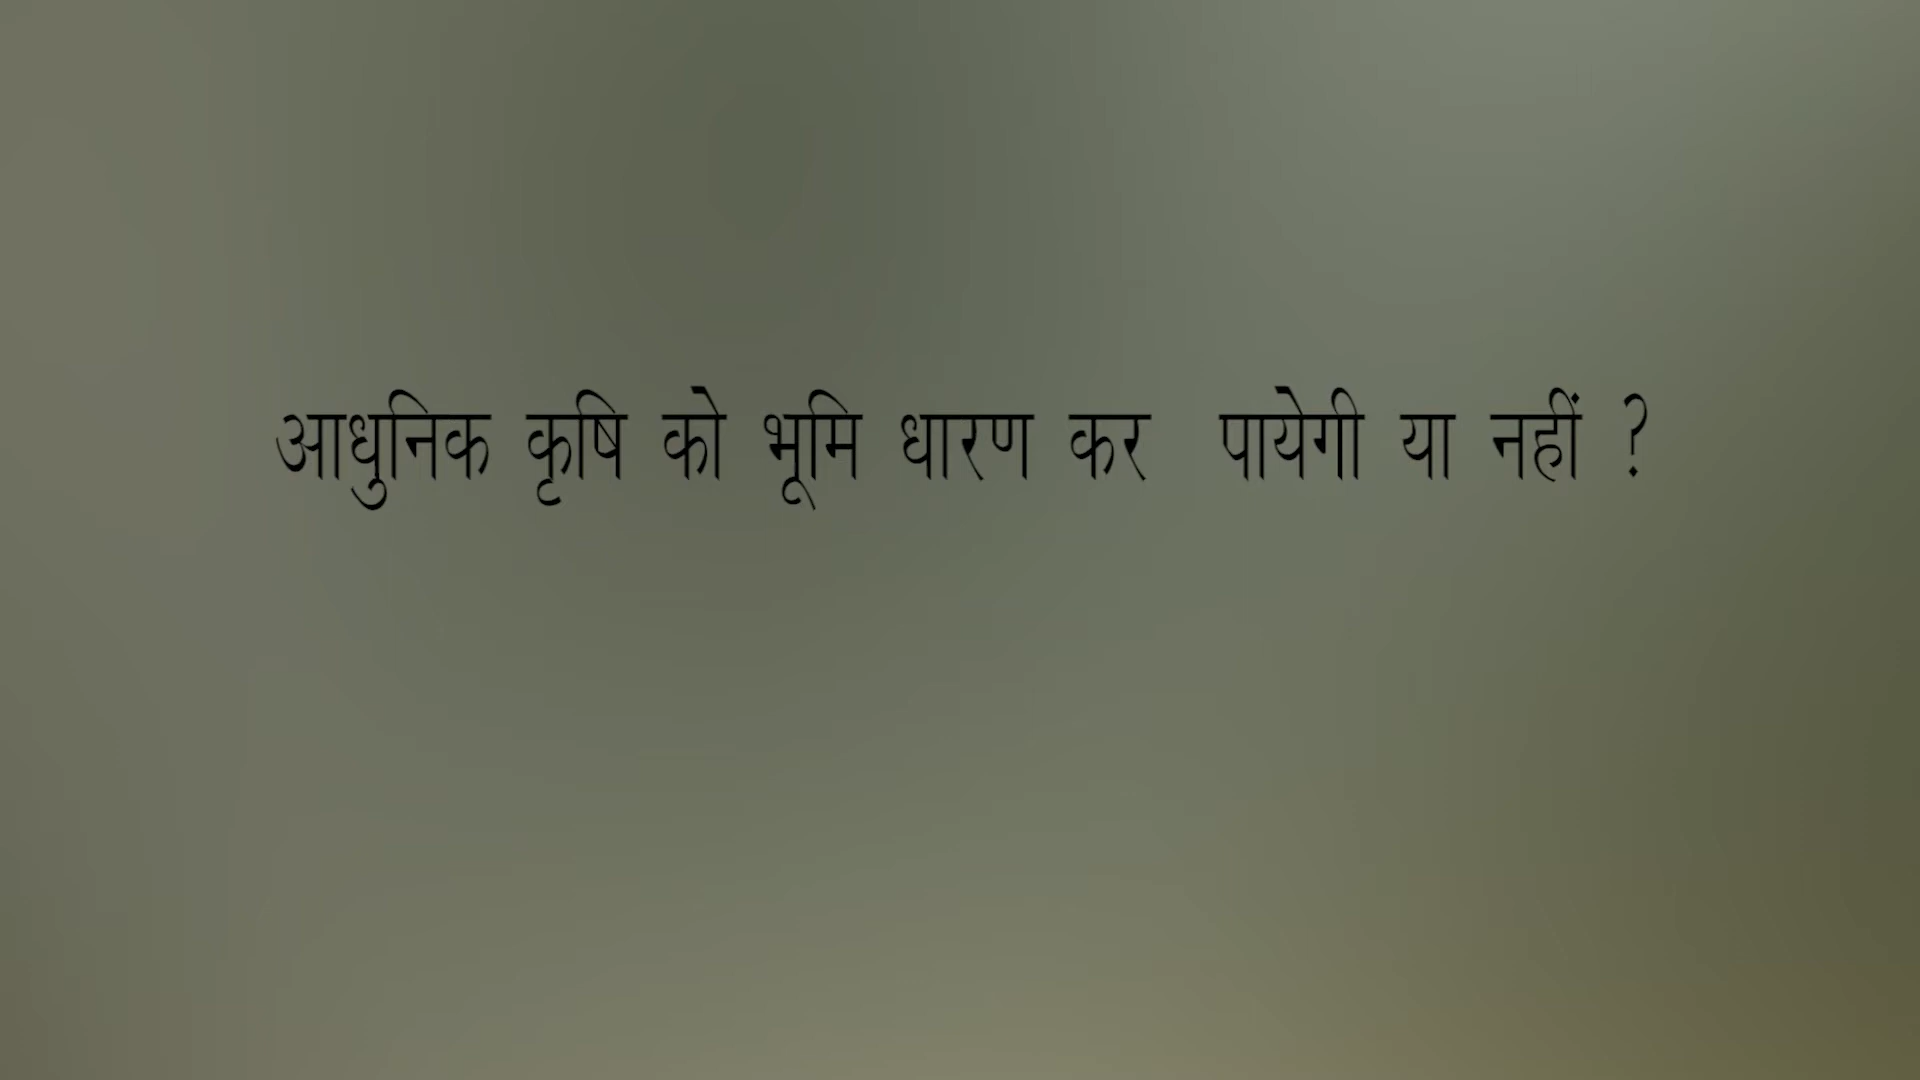 आधुनिक कृषि को भूमि धारण कर पायेगी या नहीं ?